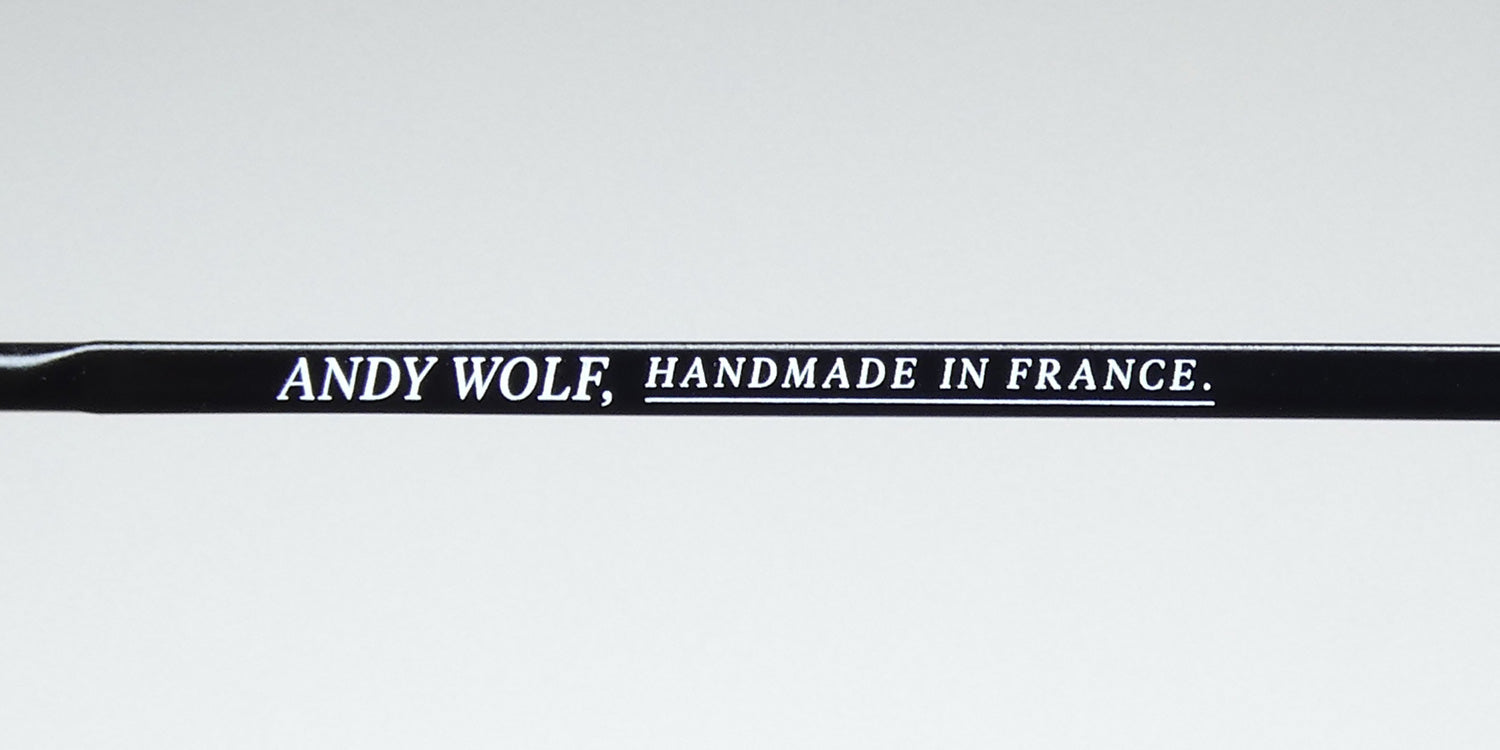 ANDY WOLF, HANDMADE IN FRANCE.